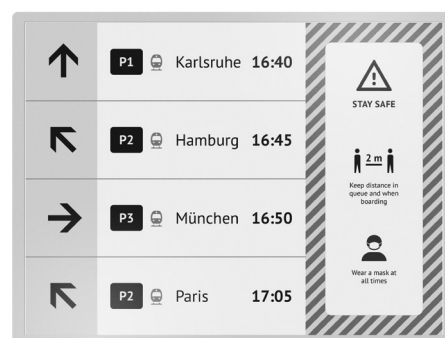 P1 Karlsruhe 16:40
P2 Hamburg 16:45
P3 München 16:50
P2 Paris 17:05
STAY SAFE
2 m
Keep distance in
queue and when
boarding
Wear a mask at
all times